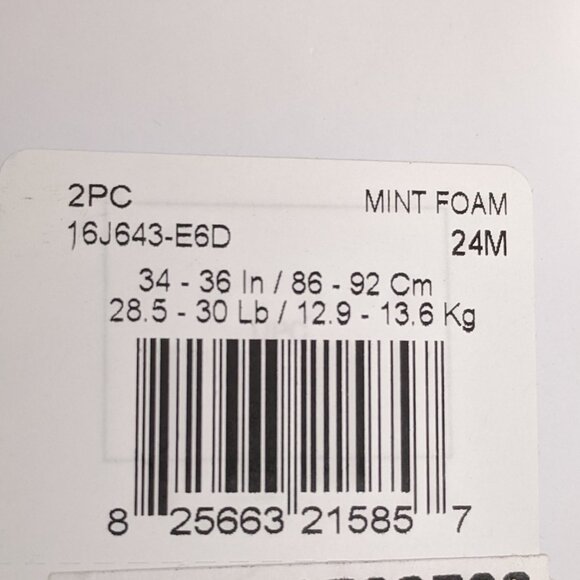 2PC MINT FOAM
16J643-E6D 24M
34 - 36 In / 86 - 92 Cm
28.5 - 30 Lb / 12.9 - 13.6 Kg
8 25663 21585 7